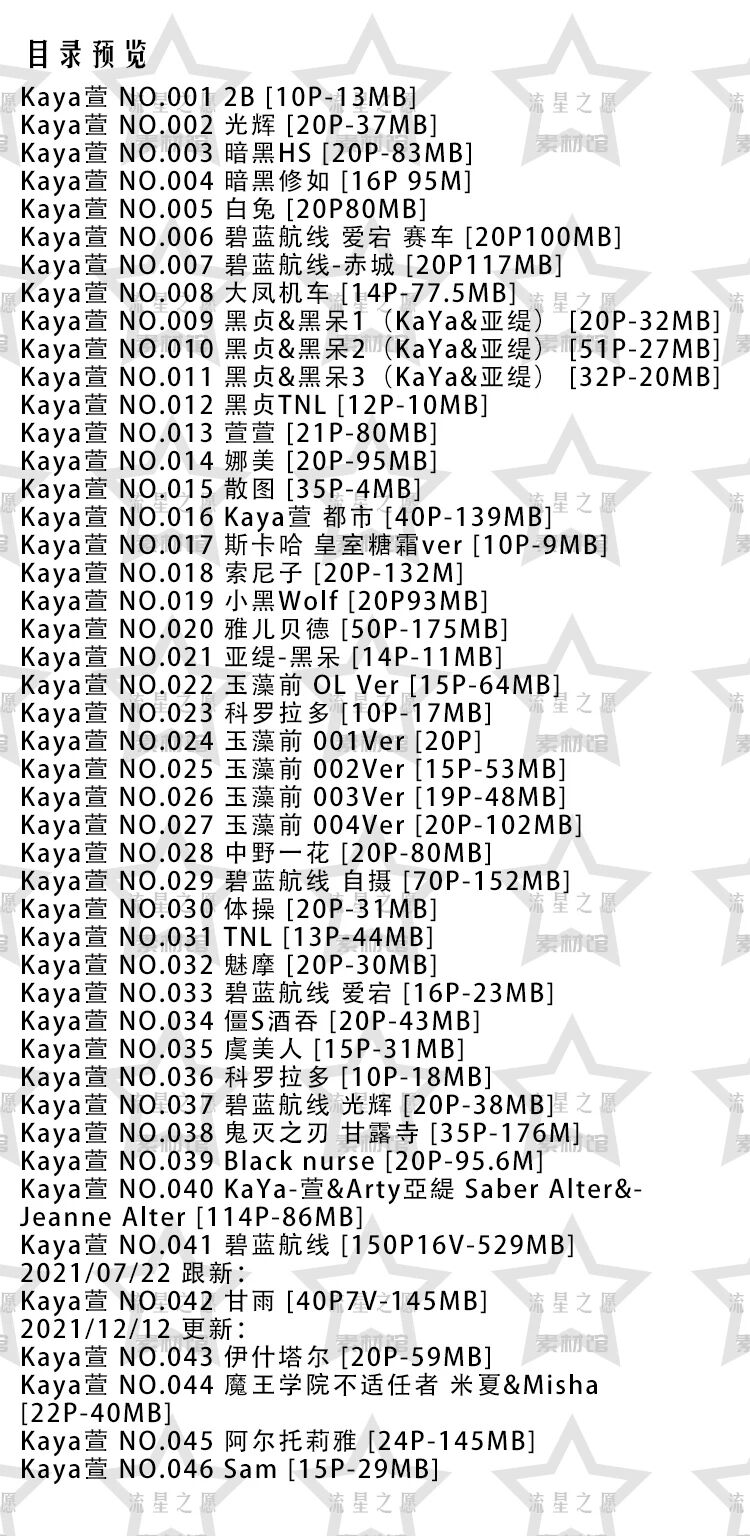 目录预览
Kaya萱 NO.001 2B [10P-13MB]
Kaya萱 NO.002 光辉 [20P-37MB]
Kaya萱 NO.003 暗黑HS [20P-83MB]
Kaya萱 NO.004 暗黑修如 [16P 95M]
Kaya萱 NO.005 白兔 [20P80MB]
Kaya萱 NO.006 碧蓝航线 爱宕 赛车 [20P100MB]
Kaya萱 NO.007 碧蓝航线-赤城 [20P117MB]
Kaya萱 NO.008 大凤机车 [14P-77.5MB]
Kaya萱 NO.009 黑贞&黑呆1（KaYa&亚缇） [20P-32MB]
Kaya萱 NO.010 黑贞&黑呆2（KaYa&亚缇） [51P-27MB]
Kaya萱 NO.011 黑贞&黑呆3（KaYa&亚缇） [32P-20MB]
Kaya萱 NO.012 黑贞TNL [12P-10MB]
Kaya萱 NO.013 萱萱 [21P-80MB]
Kaya萱 NO.014 娜美 [20P-95MB]
Kaya萱 NO.015 散图 [35P-4MB]
Kaya萱 NO.016 Kaya萱 都市 [40P-139MB]
Kaya萱 NO.017 斯卡哈 皇室糖霜ver [10P-9MB]
Kaya萱 NO.018 索尼子 [20P-132M]
Kaya萱 NO.019 小黑Wolf [20P93MB]
Kaya萱 NO.020 雅儿贝德 [50P-175MB]
Kaya萱 NO.021 亚缇-黑呆 [14P-11MB]
Kaya萱 NO.022 玉藻前 OL Ver [15P-64MB]
Kaya萱 NO.023 科罗拉多 [10P-17MB]
Kaya萱 NO.024 玉藻前 001Ver [20P]
Kaya萱 NO.025 玉藻前 002Ver [15P-53MB]
Kaya萱 NO.026 玉藻前 003Ver [19P-48MB]
Kaya萱 NO.027 玉藻前 004Ver [20P-102MB]
Kaya萱 NO.028 中野一花 [20P-80MB]
Kaya萱 NO.029 碧蓝航线 自摄 [70P-152MB]
Kaya萱 NO.030 体操 [20P-31MB]
Kaya萱 NO.031 TNL [13P-44MB]
Kaya萱 NO.032 魅摩 [20P-30MB]
Kaya萱 NO.033 碧蓝航线 爱宕 [16P-23MB]
Kaya萱 NO.034 僵S酒吞 [20P-43MB]
Kaya萱 NO.035 虞美人 [15P-31MB]
Kaya萱 NO.036 科罗拉多 [10P-18MB]
Kaya萱 NO.037 碧蓝航线 光辉 [20P-38MB]
Kaya萱 NO.038 鬼灭之刃 甘露寺 [35P-176M]
Kaya萱 NO.039 Black nurse [20P-95.6M]
Kaya萱 NO.040 KaYa-萱&Arty亞緹 Saber Alter&-
Jeanne Alter [114P-86MB]
Kaya萱 NO.041 碧蓝航线 [150P16V-529MB]
2021/07/22 跟新：
Kaya萱 NO.042 甘雨 [40P7V-145MB]
2021/12/12 更新：
Kaya萱 NO.043 伊什塔尔 [20P-59MB]
Kaya萱 NO.044 魔王学院不适任者 米夏&Misha
[22P-40MB]
Kaya萱 NO.045 阿尔托莉雅 [24P-145MB]
Kaya萱 NO.046 Sam [15P-29MB]
流星之愿
素材馆